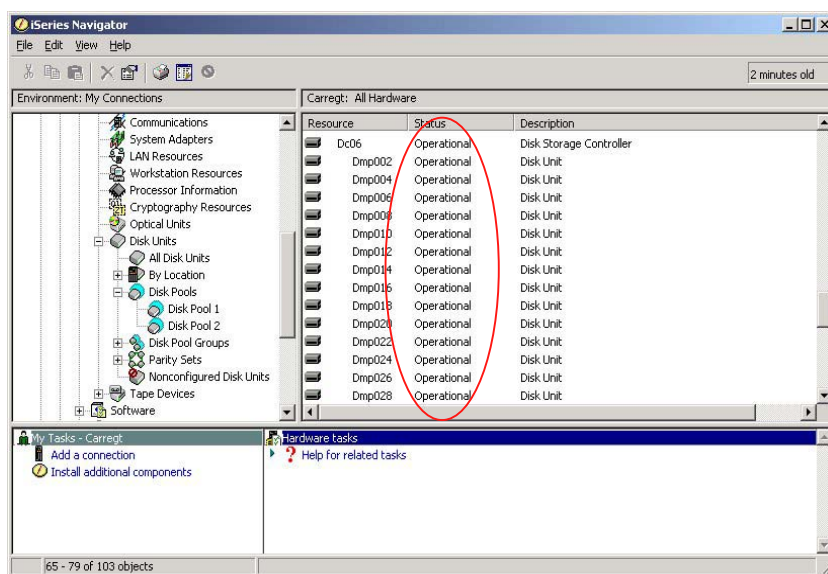 iSeries Navigator
File Edit View Help
2 minutes old
Environment: My Connections
Carregt: All Hardware
Communications
System Adapters
LAN Resources
Workstation Resources
Processor Information
Cryptography Resources
Optical Units
Disk Units
All Disk Units
By Location
Disk Pools
Disk Pool 1
Disk Pool 2
Disk Pool Groups
Parity Sets
Nonconfigured Disk Units
Tape Devices
Software
Resource Status Description
Dc06 Operational Disk Storage Controller
Dmp002 Operational Disk Unit
Dmp004 Operational Disk Unit
Dmp006 Operational Disk Unit
Dmp008 Operational Disk Unit
Dmp010 Operational Disk Unit
Dmp012 Operational Disk Unit
Dmp014 Operational Disk Unit
Dmp016 Operational Disk Unit
Dmp018 Operational Disk Unit
Dmp020 Operational Disk Unit
Dmp022 Operational Disk Unit
Dmp024 Operational Disk Unit
Dmp026 Operational Disk Unit
Dmp028 Operational Disk Unit
My Tasks - Carregt
Add a connection
Install additional components
Hardware tasks
Help for related tasks
65 - 79 of 103 objects